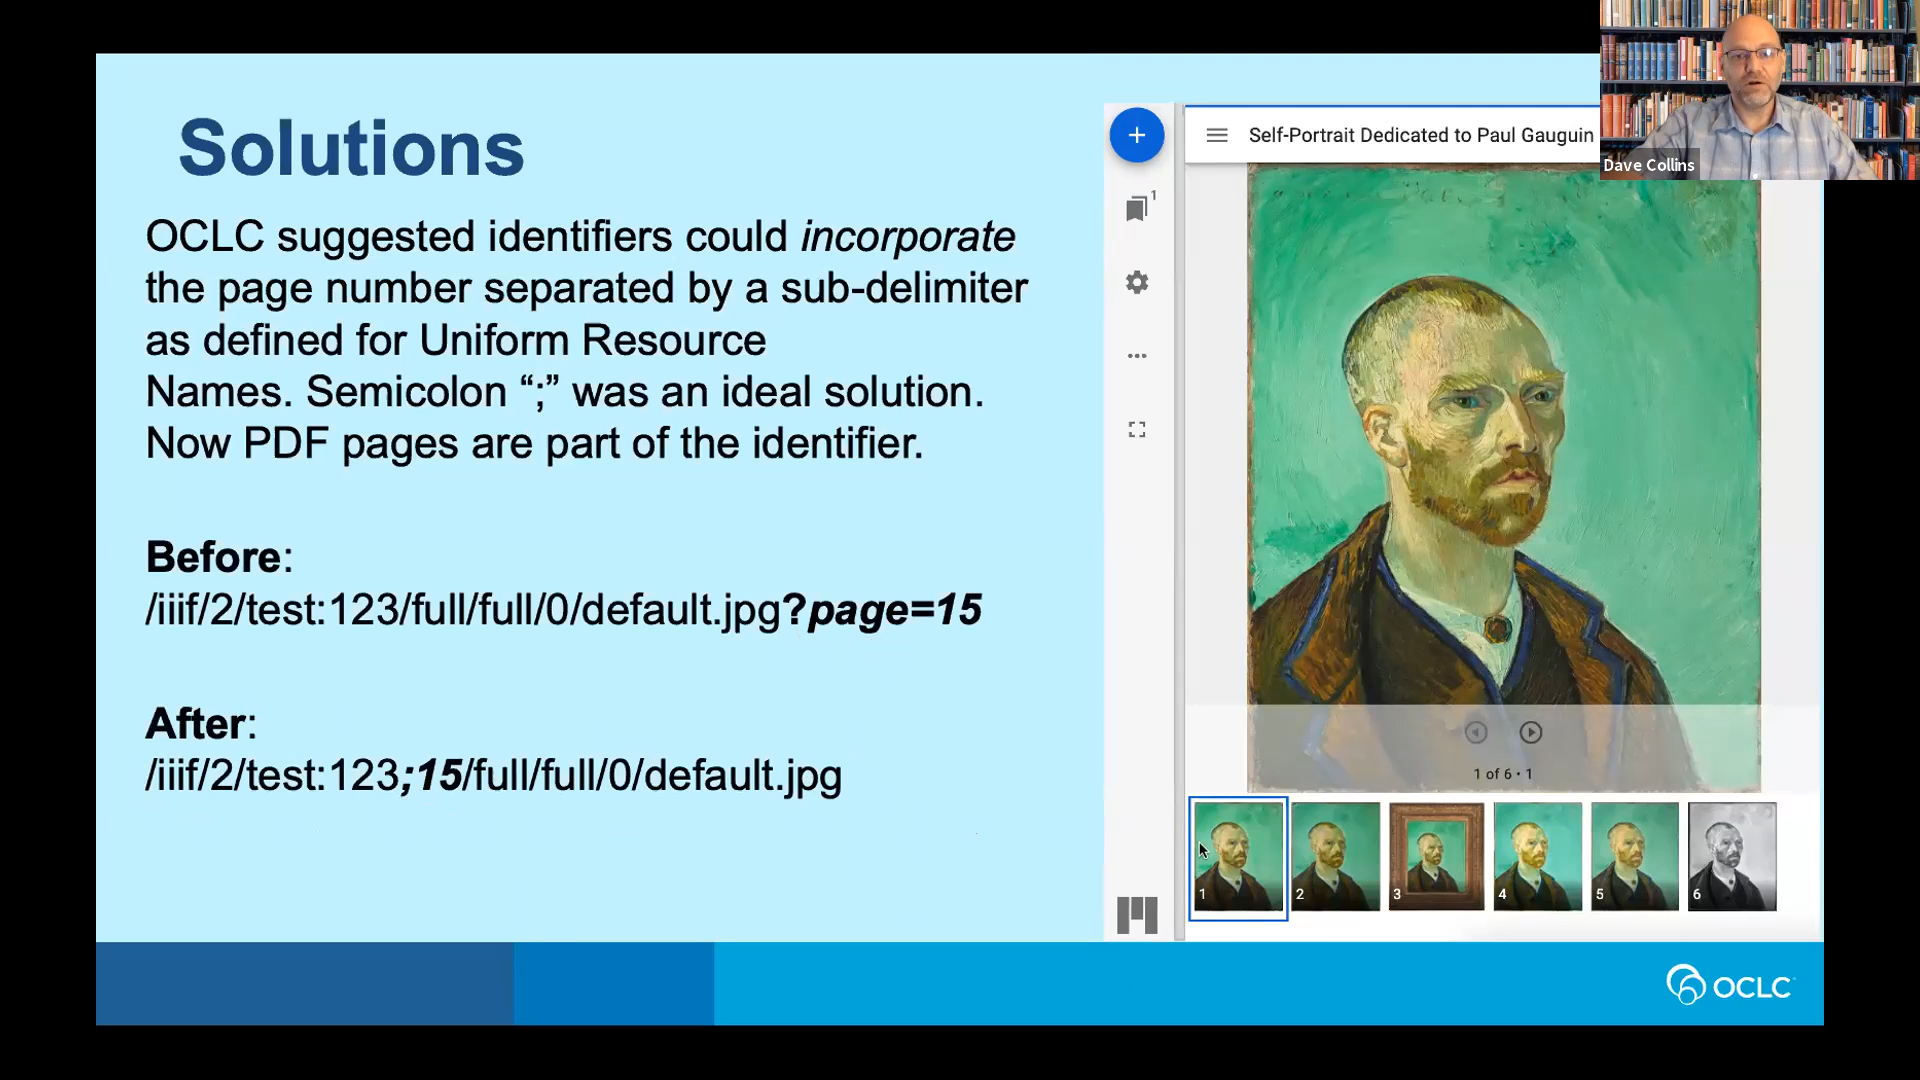 Solutions
OCLC suggested identifiers could incorporate
the page number separated by a sub-delimiter
as defined for Uniform Resource
Names. Semicolon “;” was an ideal solution.
Now PDF pages are part of the identifier.
Before:
/iiif/2/test:123/full/full/0/default.jpg?page=15
After:
/iiif/2/test:123;15/full/full/0/default.jpg
1
Self-Portrait Dedicated to Paul Gauguin
Dave Collins
1 of 6 • 1
1
2
3
4
5
6
OCLC